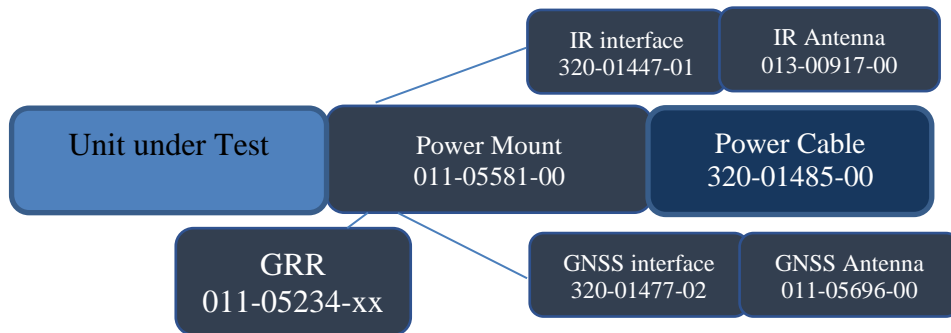 IR interface
320-01447-01
IR Antenna
013-00917-00
Unit under Test
Power Mount
011-05581-00
Power Cable
320-01485-00
GRR
011-05234-xx
GNSS interface
320-01477-02
GNSS Antenna
011-05696-00